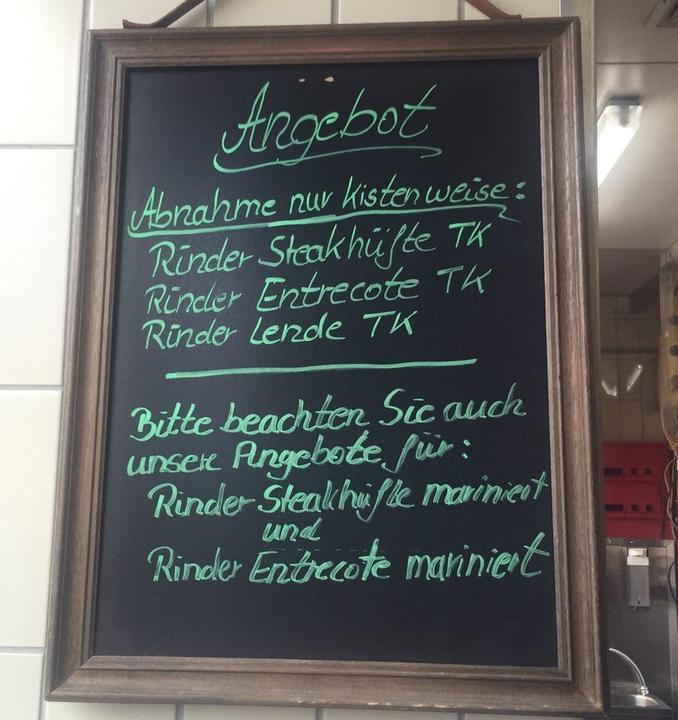 Angebot
Abnahme nur kistenweise:
Rinder Steakhüfte TK
Rinder Entrecote TK
Rinder Lende TK
Bitte beachten Sie auch
unsere Angebote für:
Rinder Steakhüfte mariniert
und
Rinder Entrecote mariniert